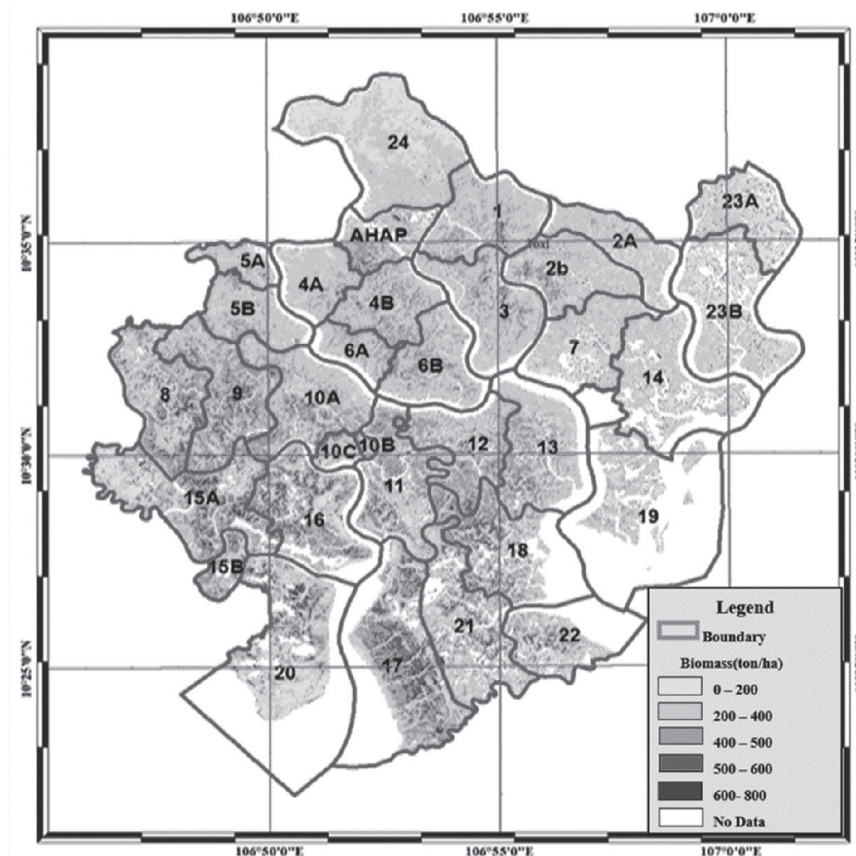 106°50'0"E 106°55'0"E 107°0'0"E
24
23A
1
AHAP
2A
10°35'0"N
5A
2b
4A
4B
5B
3
23B
6A
7
6B
14
8
9
10A
10C 10B
12
13
10°30'0"N
11
15A
16
19
18
15B
21
22
17
20
10°25'0"N
Legend
Boundary
Biomass(ton/ha)
0 – 200
200 – 400
400 – 500
500 – 600
600- 800
No Data
106°50'0"E 106°55'0"E 107°0'0"E